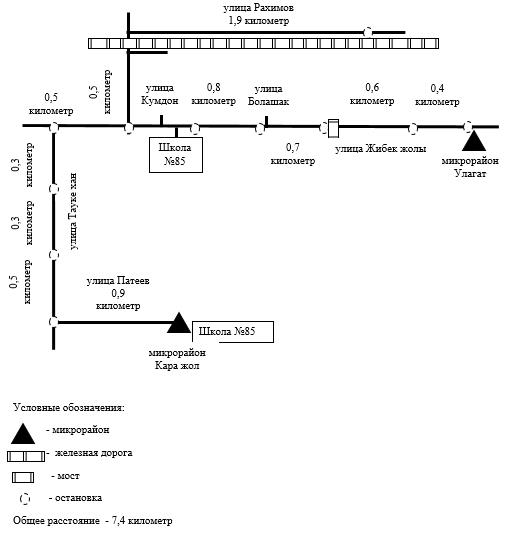 улица Рахимов
1,9 километр
0,5
километр
0,5
километр
улица
Кумдон
0,8
километр
улица
Болашак
0,6
километр
0,4
километр
Школа
№85
0,7
километр
улица Жибек жолы
микрорайон
Улагат
0,3
километр
0,3
километр
0,5
километр
улица Тауке хан
улица Патеев
0,9
километр
Школа №85
микрорайон
Кара жол
Условные обозначения:
- микрорайон
- железная дорога
- мост
- остановка
Общее расстояние - 7,4 километр